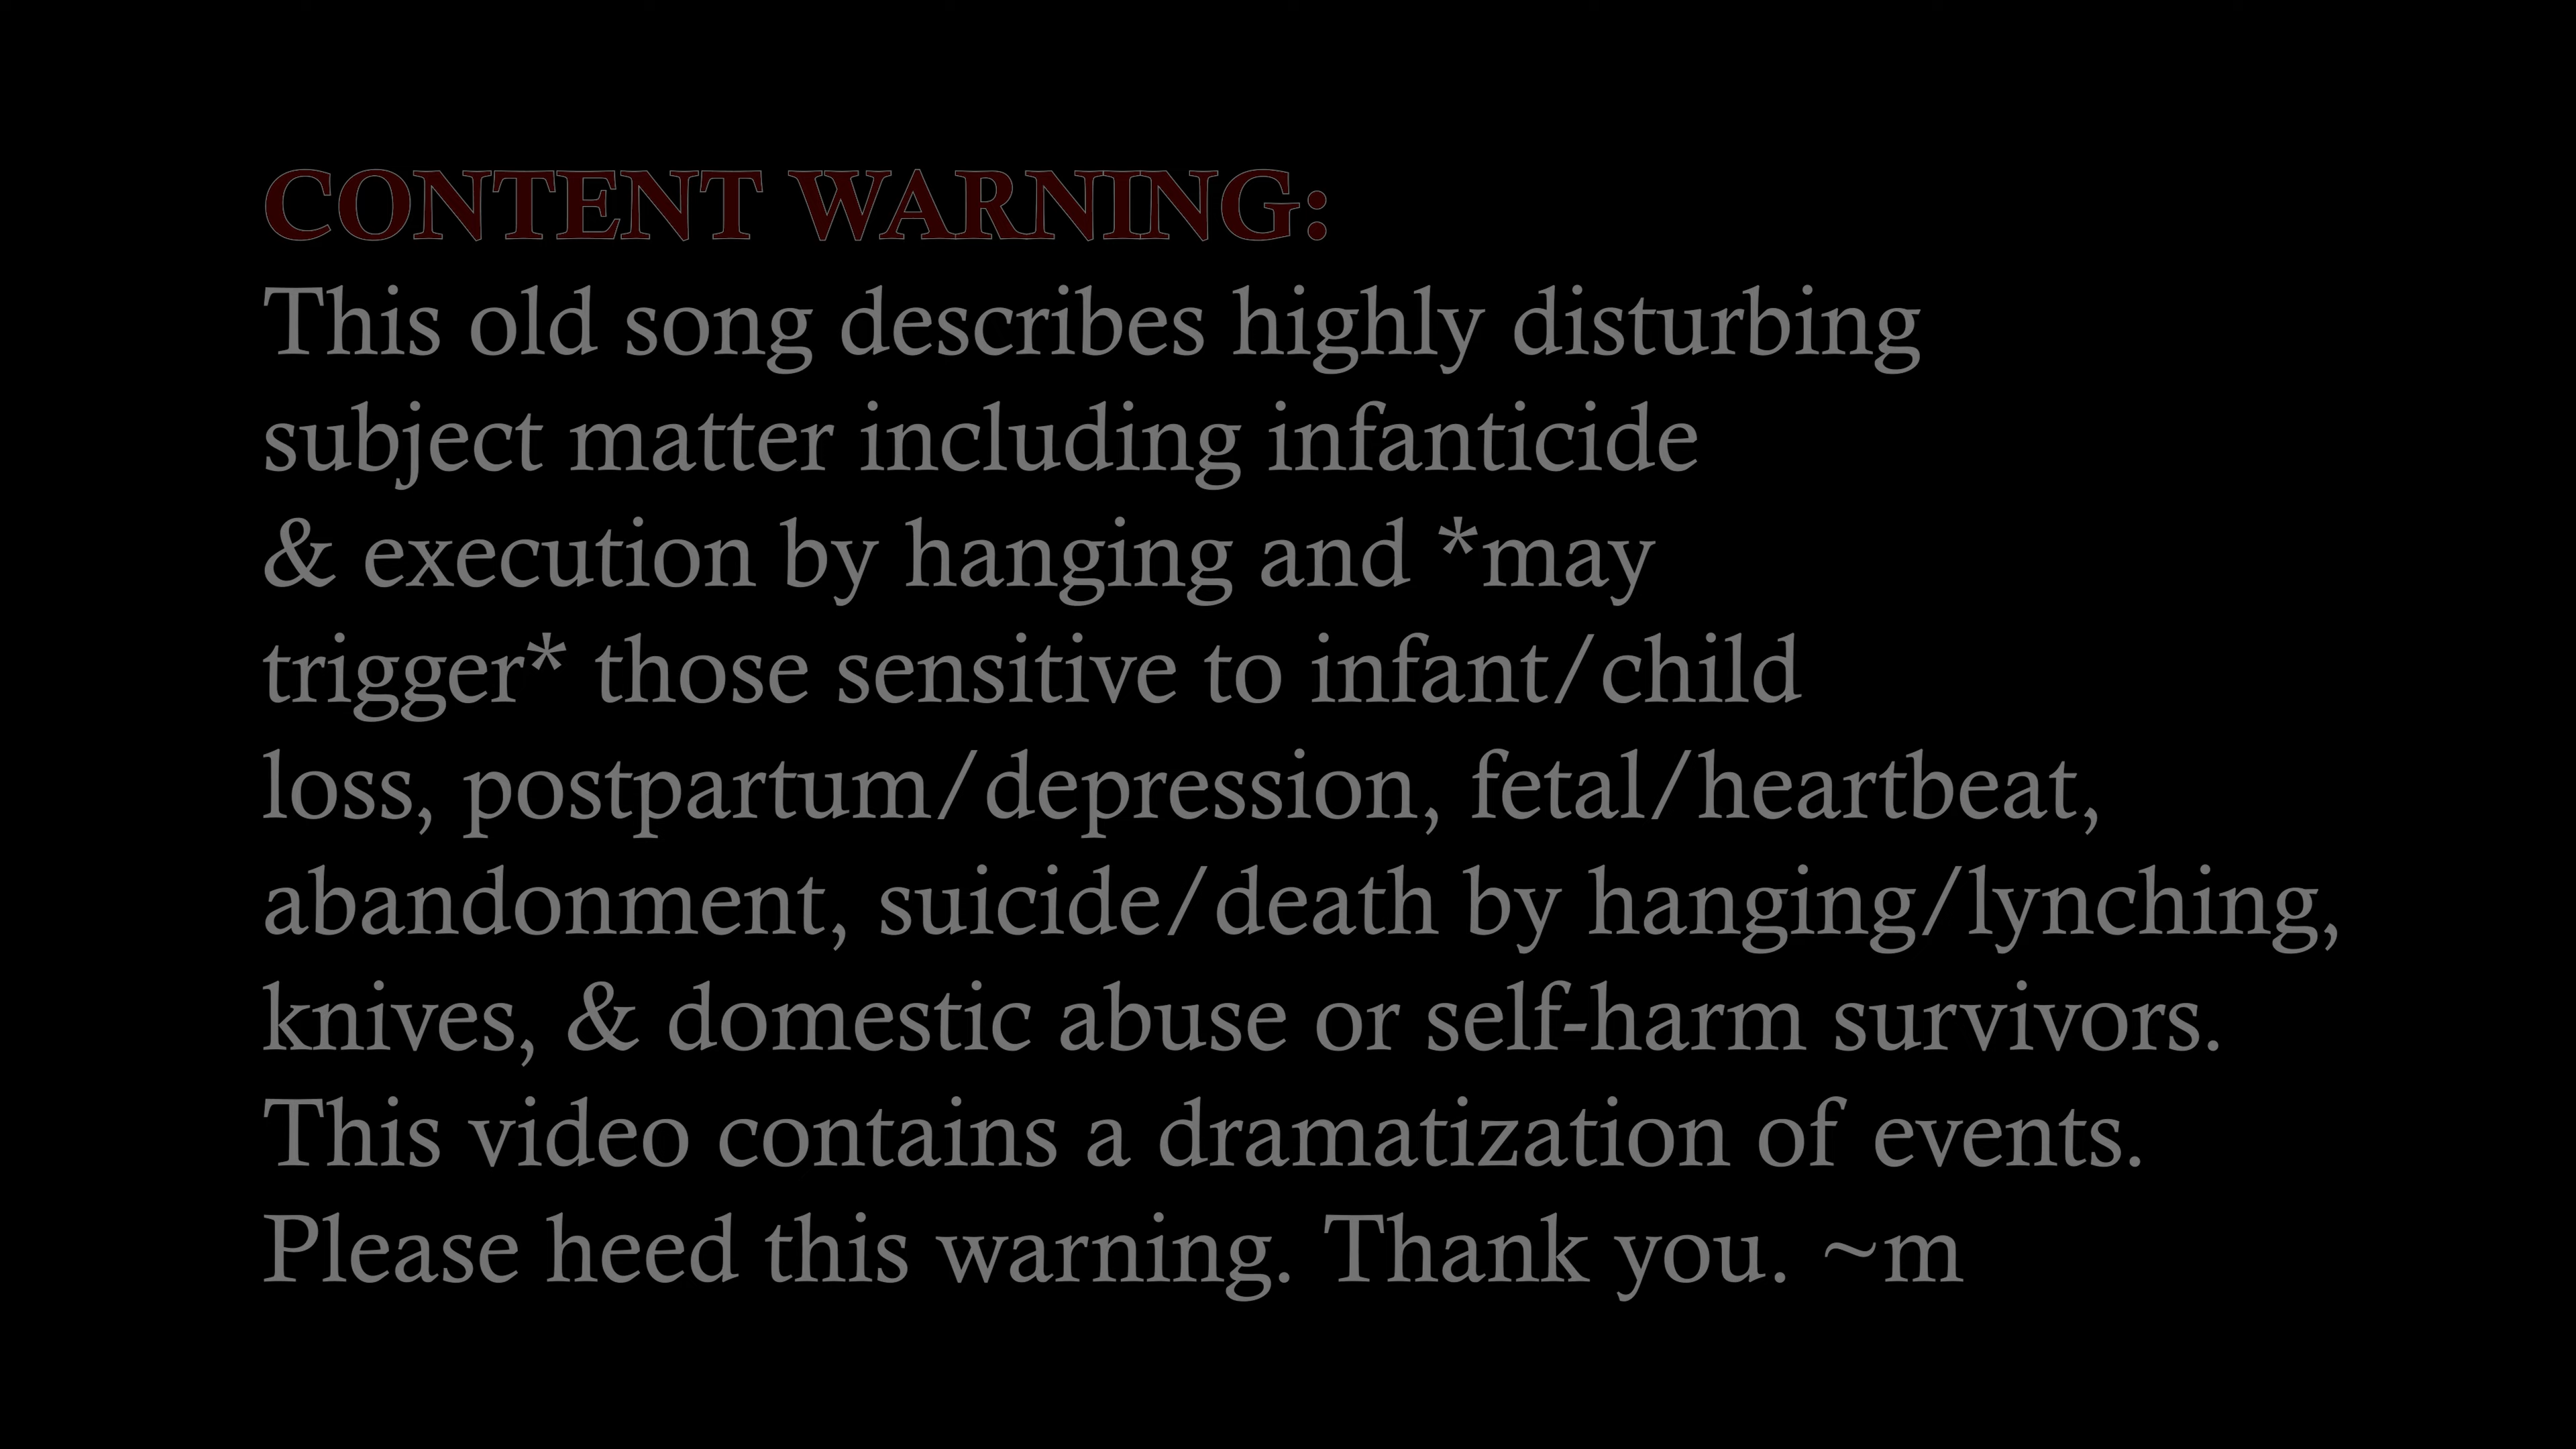 CONTENT WARNING:
This old song describes highly disturbing
subject matter including infanticide
& execution by hanging and *may
trigger* those sensitive to infant/child
loss, postpartum/depression, fetal/heartbeat,
abandonment, suicide/death by hanging/lynching,
knives, & domestic abuse or self-harm survivors.
This video contains a dramatization of events.
Please heed this warning. Thank you. ~m